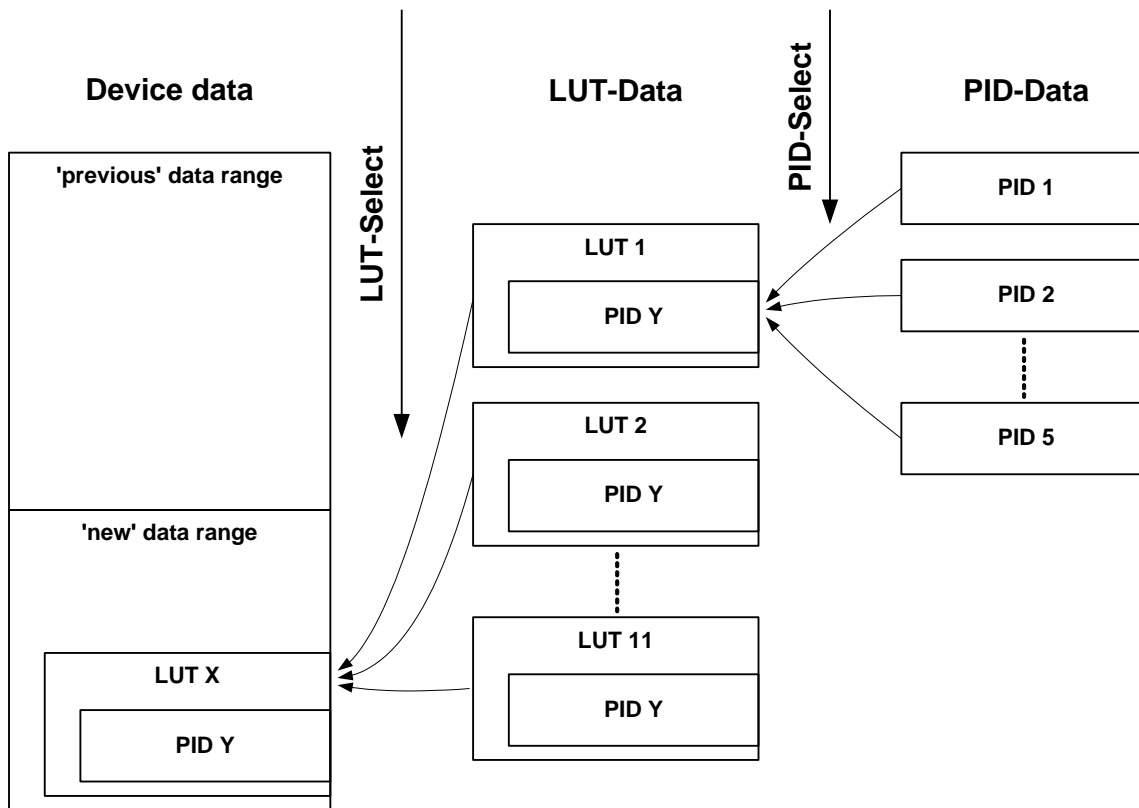 Device data
LUT-Data
PID-Data
LUT-Select
PID-Select
'previous' data range
'new' data range
LUT X
PID Y
LUT 1
PID Y
LUT 2
PID Y
LUT 11
PID Y
PID 1
PID 2
PID 5